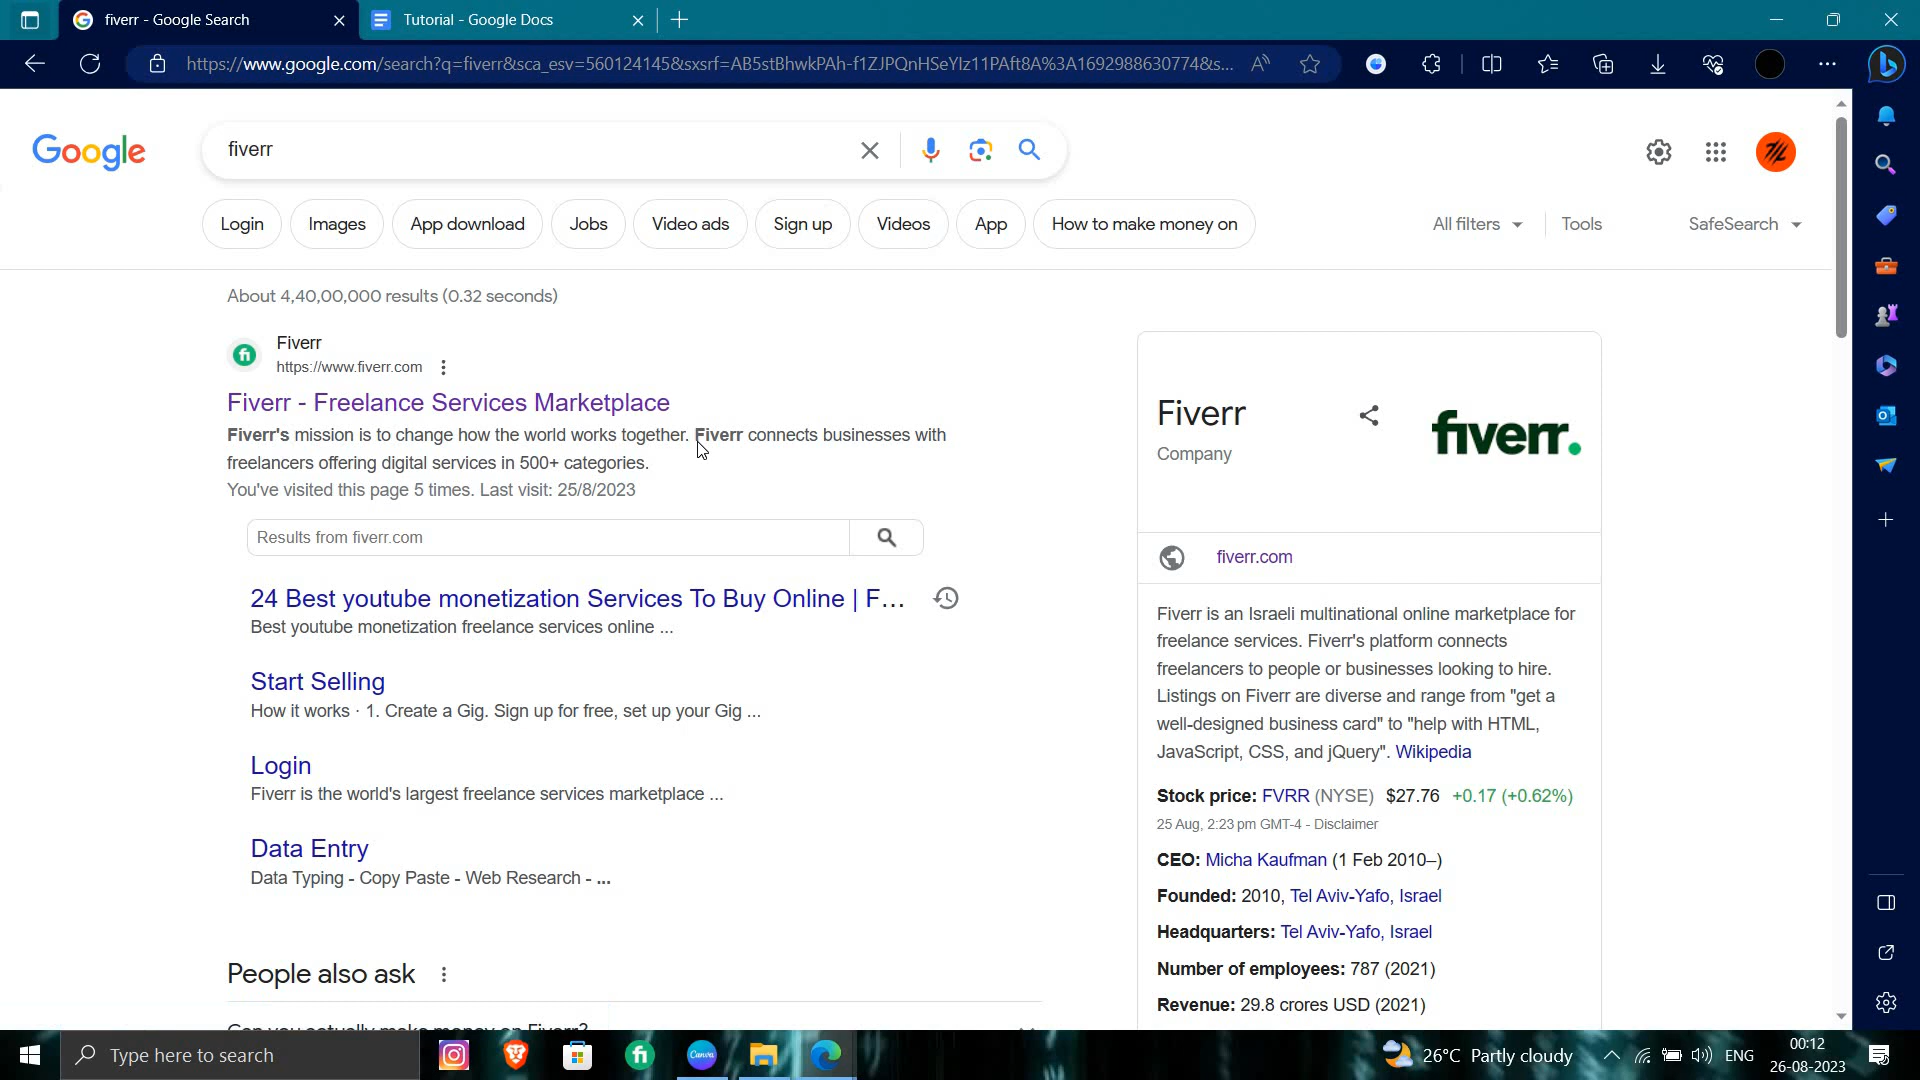 fiverr - Google Search
Tutorial - Google Docs
https://www.google.com/search?q=fiverr&sca_esv=560124145&sxsrf=AB5stBhwkPAh-f1ZJPQnHSeYIz11PAft8A%3A1692988630774&s...
Google
fiverr
Login
Images
App download
Jobs
Video ads
Sign up
Videos
App
How to make money on
All filters
Tools
SafeSearch
About 4,40,00,000 results (0.32 seconds)
fi
Fiverr
https://www.fiverr.com
Fiverr - Freelance Services Marketplace
Fiverr's mission is to change how the world works together. Fiverr connects businesses with
freelancers offering digital services in 500+ categories.
You've visited this page 5 times. Last visit: 25/8/2023
Results from fiverr.com
24 Best youtube monetization Services To Buy Online | F...
Best youtube monetization freelance services online ...
Start Selling
How it works · 1. Create a Gig. Sign up for free, set up your Gig ...
Login
Fiverr is the world's largest freelance services marketplace ...
Data Entry
Data Typing - Copy Paste - Web Research - ...
People also ask
Can you actually make money on Fiverr?
Fiverr
Company
fiverr.
fiverr.com
Fiverr is an Israeli multinational online marketplace for
freelance services. Fiverr's platform connects
freelancers to people or businesses looking to hire.
Listings on Fiverr are diverse and range from "get a
well-designed business card" to "help with HTML,
JavaScript, CSS, and jQuery". Wikipedia
Stock price: FVRR (NYSE) $27.76 +0.17 (+0.62%)
25 Aug, 2:23 pm GMT-4 - Disclaimer
CEO: Micha Kaufman (1 Feb 2010–)
Founded: 2010, Tel Aviv-Yafo, Israel
Headquarters: Tel Aviv-Yafo, Israel
Number of employees: 787 (2021)
Revenue: 29.8 crores USD (2021)
Type here to search
fi
Canva
26°C Partly cloudy
ENG
00:12
26-08-2023